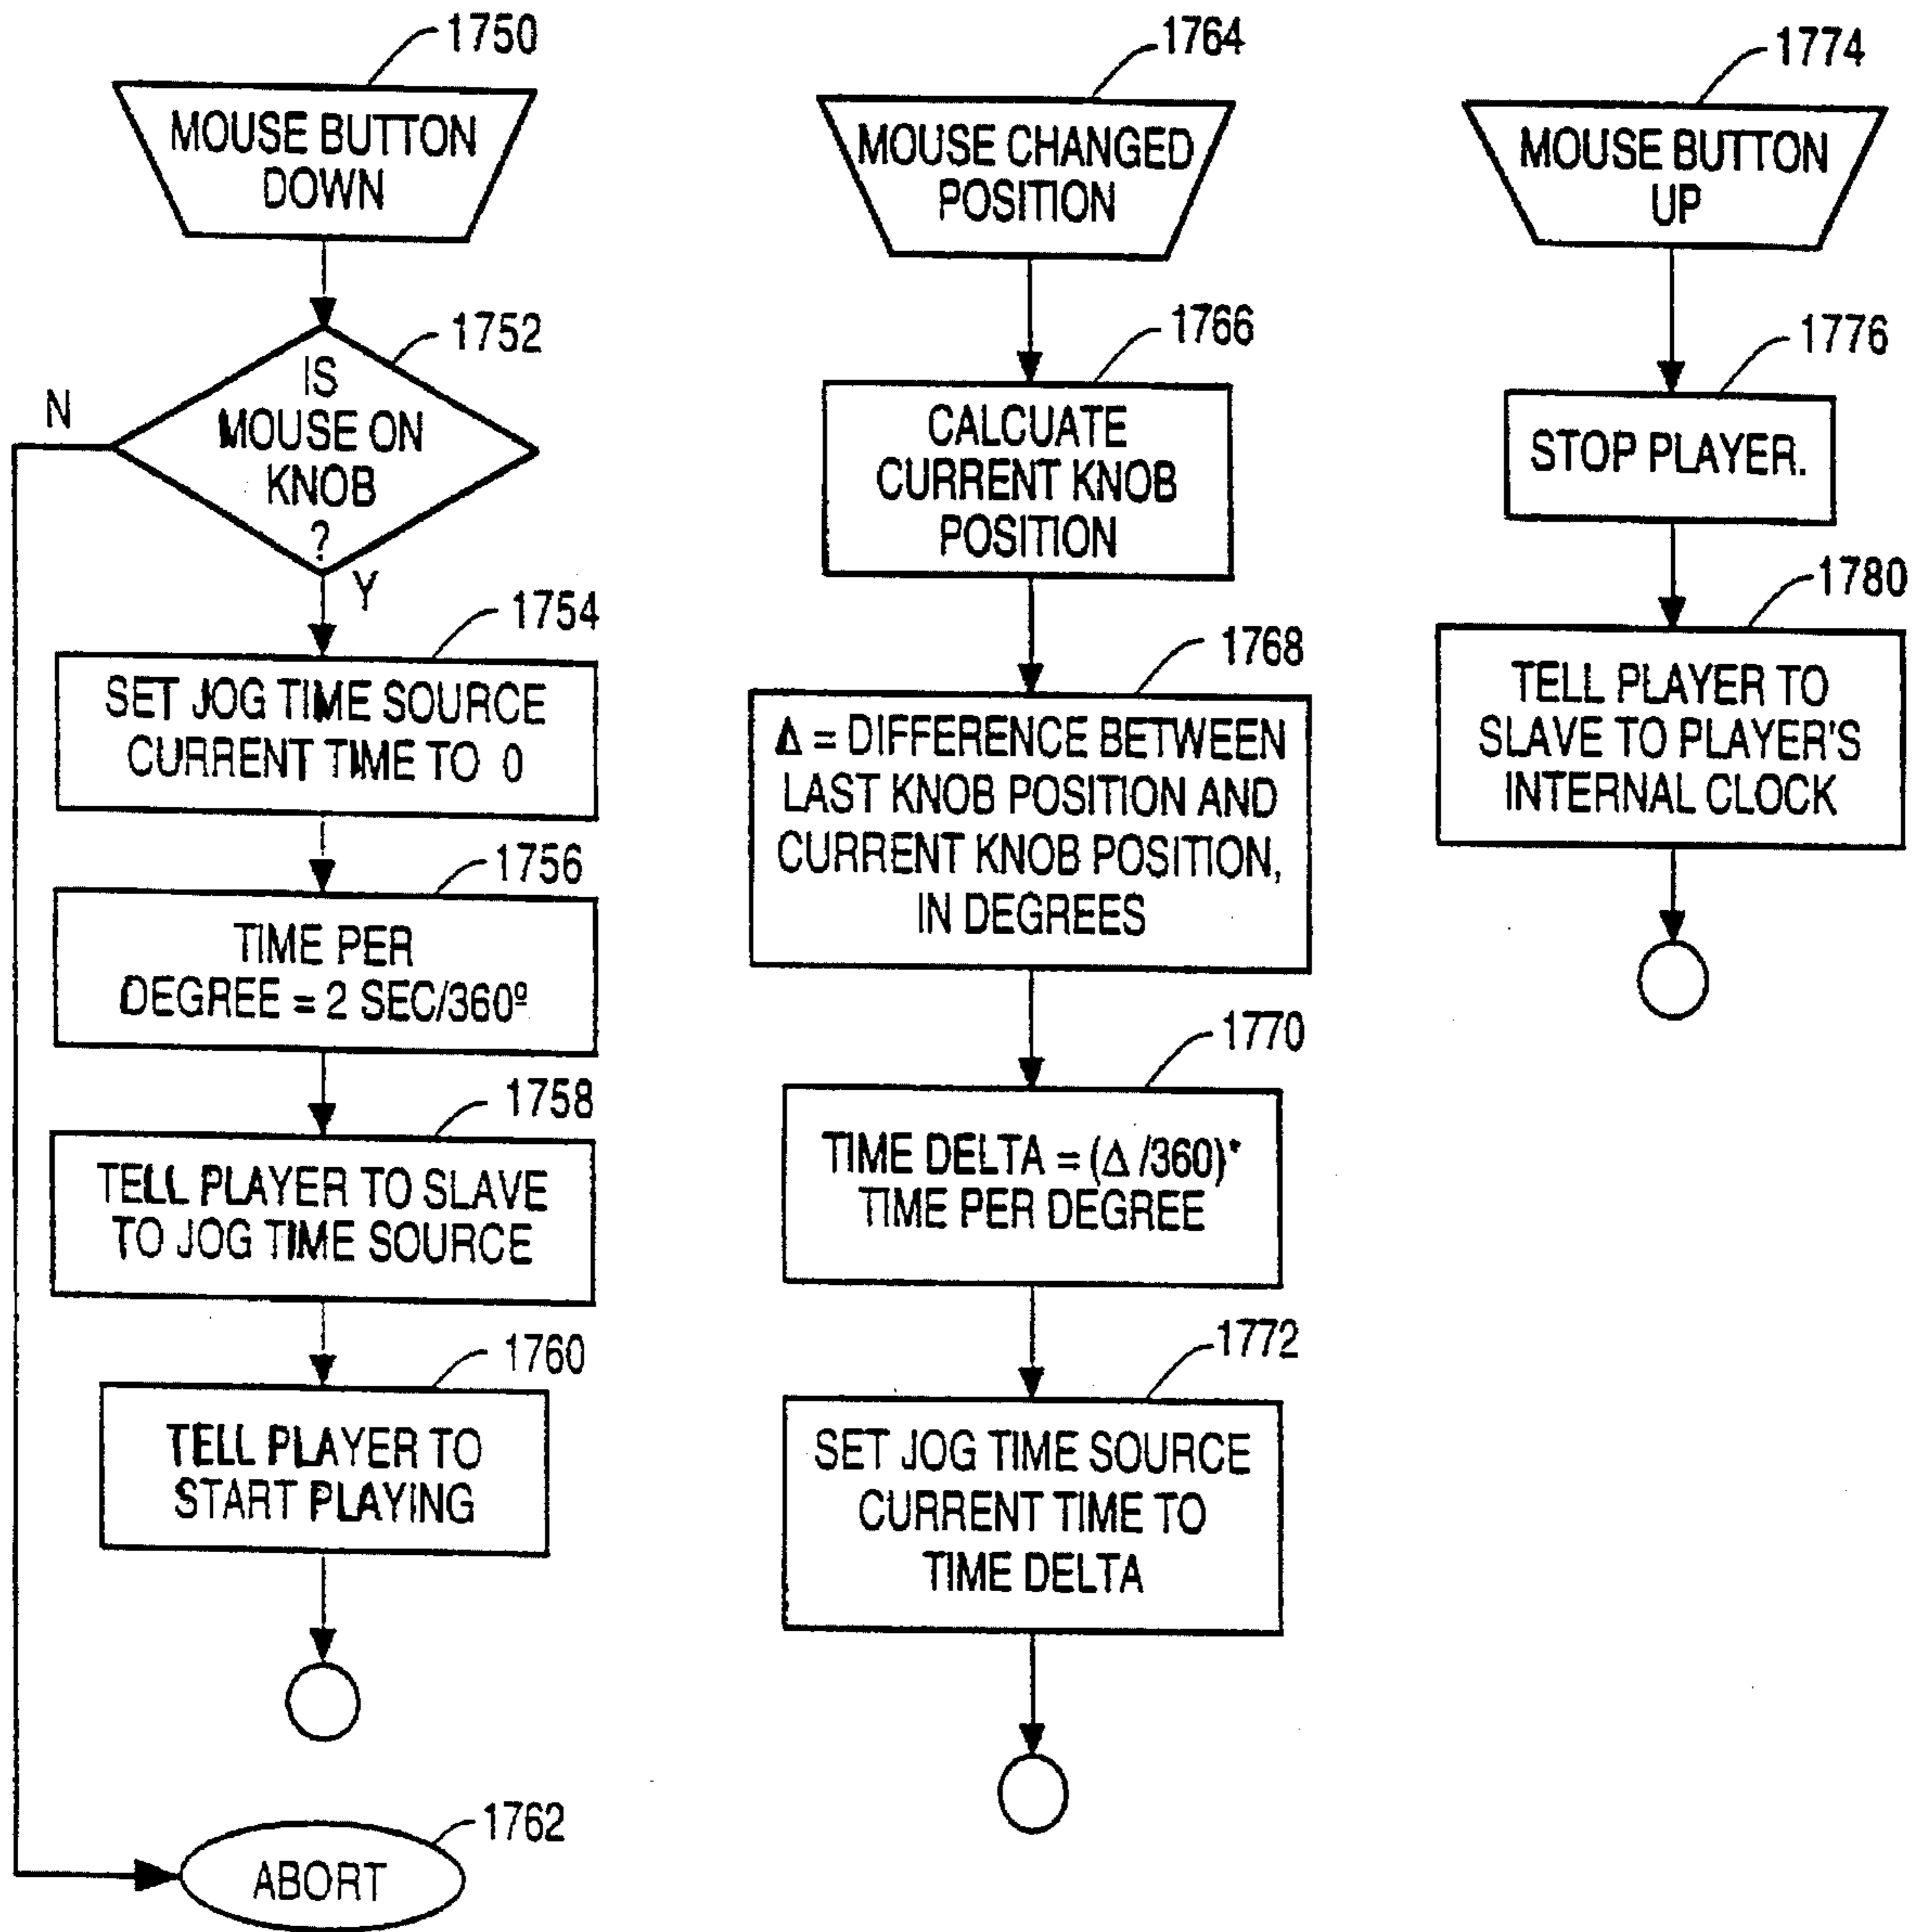 1750
MOUSE BUTTON
DOWN
1752
IS
MOUSE ON
KNOB
?
N
Y
1754
SET JOG TIME SOURCE
CURRENT TIME TO 0
1756
TIME PER
DEGREE = 2 SEC/360º
1758
TELL PLAYER TO SLAVE
TO JOG TIME SOURCE
1760
TELL PLAYER TO
START PLAYING
1762
ABORT
1764
MOUSE CHANGED
POSITION
1766
CALCUATE
CURRENT KNOB
POSITION
1768
Δ = DIFFERENCE BETWEEN
LAST KNOB POSITION AND
CURRENT KNOB POSITION,
IN DEGREES
1770
TIME DELTA = (Δ /360)*
TIME PER DEGREE
1772
SET JOG TIME SOURCE
CURRENT TIME TO
TIME DELTA
1774
MOUSE BUTTON
UP
1776
STOP PLAYER.
1780
TELL PLAYER TO
SLAVE TO PLAYER'S
INTERNAL CLOCK